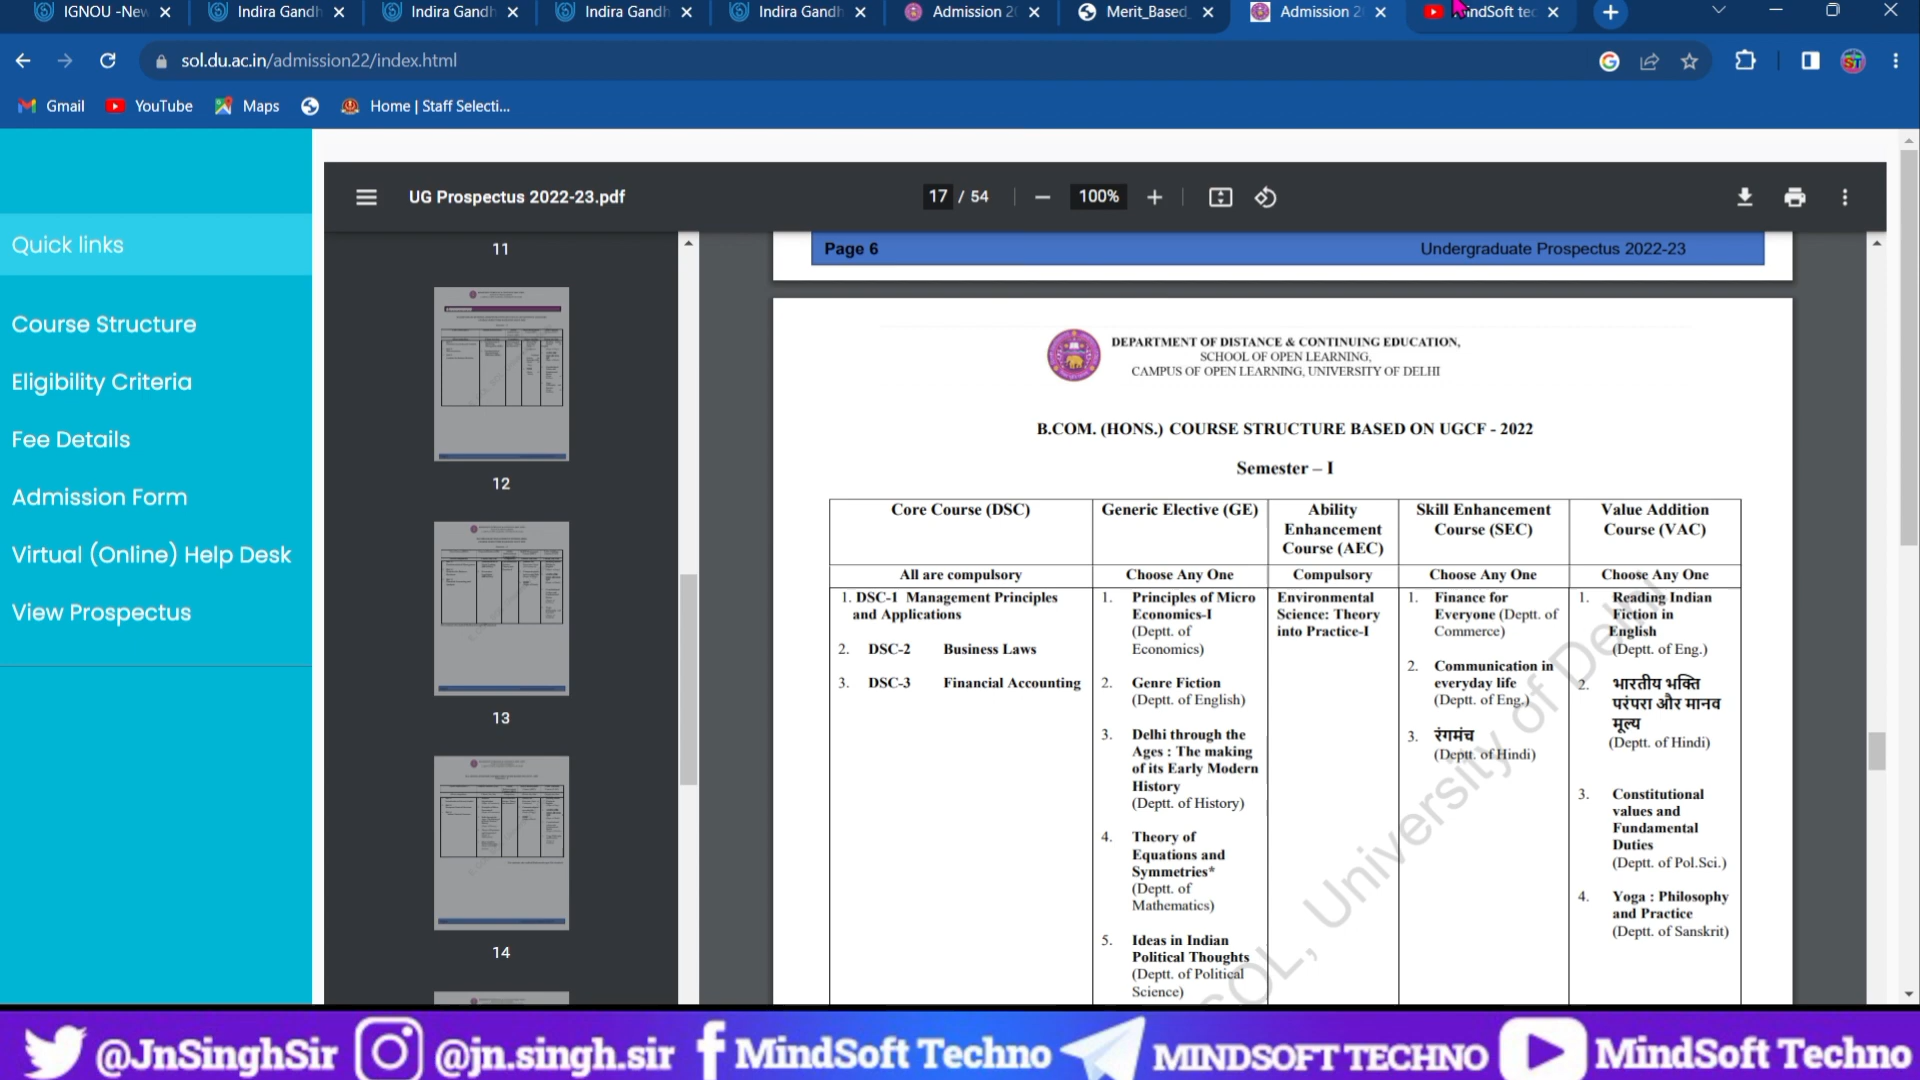 IGNOU -New
Indira Gandh
Indira Gandh
Indira Gandh
Indira Gandh
Admission 2
Merit_Based_
Admission 2
MindSoft tec
sol.du.ac.in/admission22/index.html
Gmail
YouTube
Maps
Home | Staff Selecti...
Quick links
Course Structure
Eligibility Criteria
Fee Details
Admission Form
Virtual (Online) Help Desk
View Prospectus
UG Prospectus 2022-23.pdf
17 / 54
100%
11
12
13
14
Page 6
Undergraduate Prospectus 2022-23
DEPARTMENT OF DISTANCE & CONTINUING EDUCATION,
SCHOOL OF OPEN LEARNING,
CAMPUS OF OPEN LEARNING, UNIVERSITY OF DELHI
B.COM. (HONS.) COURSE STRUCTURE BASED ON UGCF - 2022
Semester – I
Core Course (DSC)
All are compulsory
1. DSC-1 Management Principles
and Applications
2. DSC-2 Business Laws
3. DSC-3 Financial Accounting
Generic Elective (GE)
Choose Any One
1. Principles of Micro
Economics-I
(Deptt. of
Economics)
2. Genre Fiction
(Deptt. of English)
3. Delhi through the
Ages : The making
of its Early Modern
History
(Deptt. of History)
4. Theory of
Equations and
Symmetries*
(Deptt. of
Mathematics)
5. Ideas in Indian
Political Thoughts
(Deptt. of Political
Science)
Ability
Enhancement
Course (AEC)
Compulsory
Environmental
Science: Theory
into Practice-I
Skill Enhancement
Course (SEC)
Choose Any One
1. Finance for
Everyone (Deptt. of
Commerce)
2. Communication in
everyday life
(Deptt. of Eng.)
3. रंगमंच
(Deptt. of Hindi)
Value Addition
Course (VAC)
Choose Any One
1. Reading Indian
Fiction in
English
(Deptt. of Eng.)
2. भारतीय भक्ति
परंपरा और मानव
मूल्य
(Deptt. of Hindi)
3. Constitutional
values and
Fundamental
Duties
(Deptt. of Pol.Sci.)
4. Yoga : Philosophy
and Practice
(Deptt. of Sanskrit)
SOL, University of Delhi
@JnSinghSir
@jn.singh.sir
MindSoft Techno
MINDSOFT TECHNO
MindSoft Techno